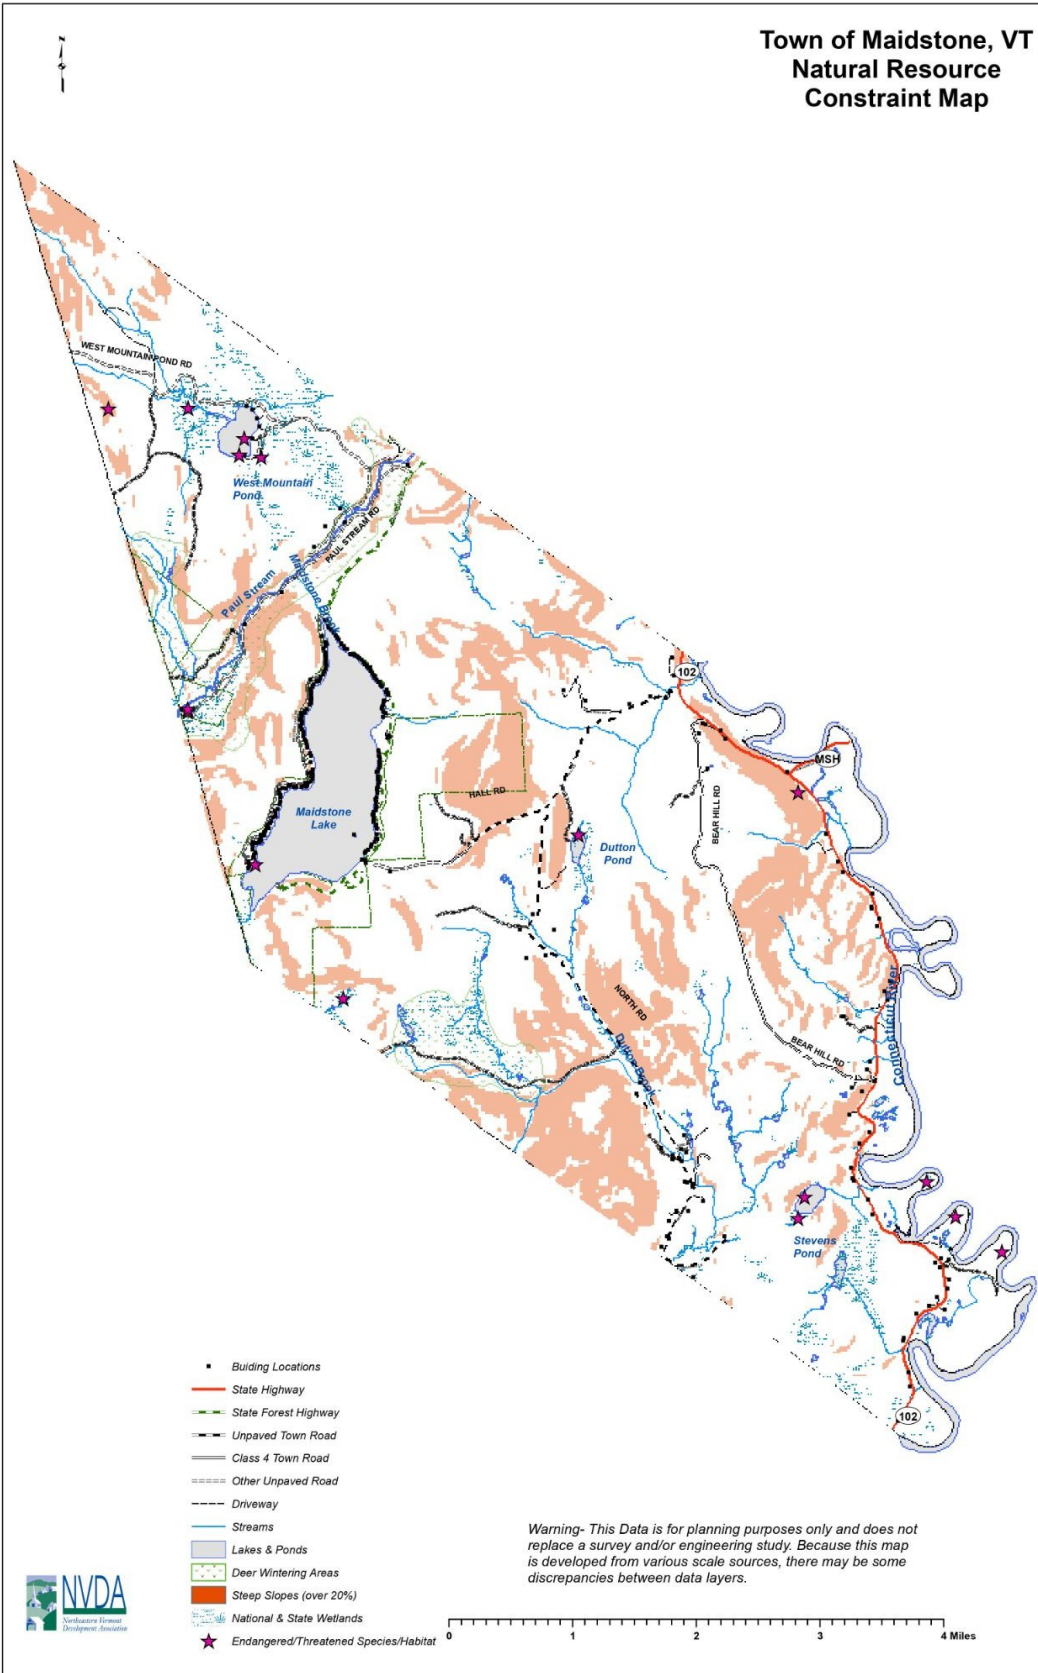 N
Town of Maidstone, VT
Natural Resource
Constraint Map
WEST MOUNTAIN POND RD
West Mountain
Pond
PAUL STREAM RD
Paul Stream
Maidstone Brook
102
MSH
BEAR HILL RD
HALL RD
Maidstone
Lake
Dutton
Pond
NORTH RD
Connecticut River
Dutton Brook
BEAR HILL RD
Stevens
Pond
102
Buiding Locations
State Highway
State Forest Highway
Unpaved Town Road
Class 4 Town Road
Other Unpaved Road
Driveway
Streams
Lakes & Ponds
Deer Wintering Areas
Steep Slopes (over 20%)
National & State Wetlands
Endangered/Threatened Species/Habitat
Warning- This Data is for planning purposes only and does not
replace a survey and/or engineering study. Because this map
is developed from various scale sources, there may be some
discrepancies between data layers.
NVDA
Northeastern Vermont
Development Association
0 1 2 3 4 Miles